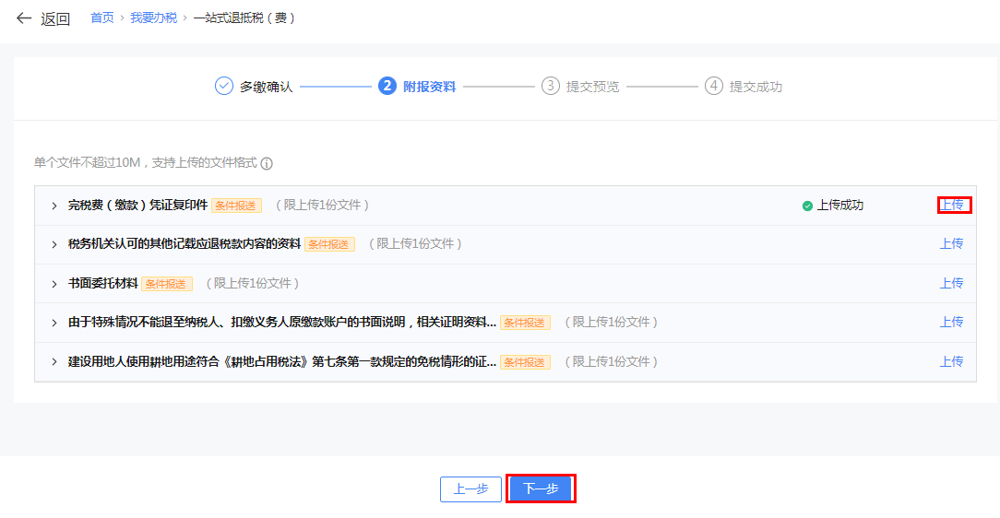 返回 首页 > 我要办税 > 一站式退抵税（费）
多缴确认 2 附报资料 3 提交预览 4 提交成功
单个文件不超过10M，支持上传的文件格式
完税费（缴款）凭证复印件 条件报送 （限上传1份文件） 上传成功 上传
税务机关认可的其他记载应退税款内容的资料 条件报送 （限上传1份文件） 上传
书面委托材料 条件报送 （限上传1份文件） 上传
由于特殊情况不能退至纳税人、扣缴义务人原缴款账户的书面说明，相关证明资料... 条件报送 （限上传1份文件） 上传
建设用地人使用耕地用途符合《耕地占用税法》第七条第一款规定的免税情形的证... 条件报送 （限上传1份文件） 上传
上一步 下一步